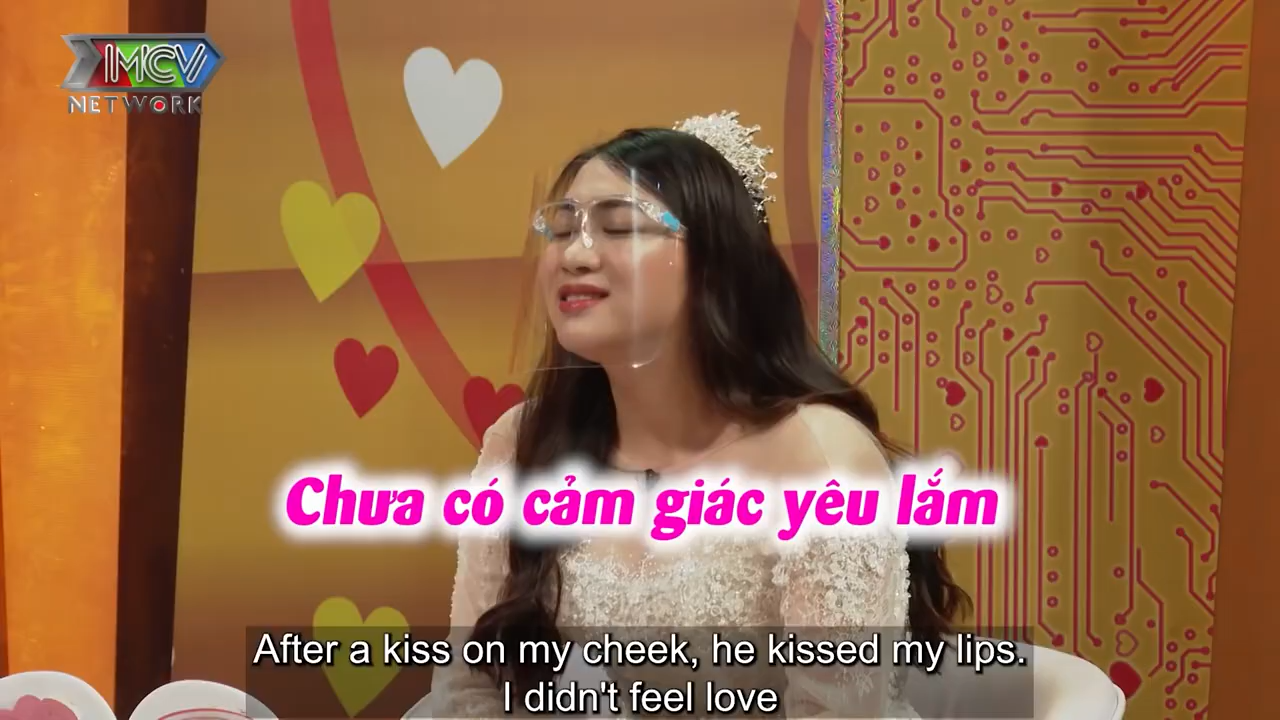 MCV
NETWORK
Chưa có cảm giác yêu lắm
After a kiss on my cheek, he kissed my lips.
I didn't feel love